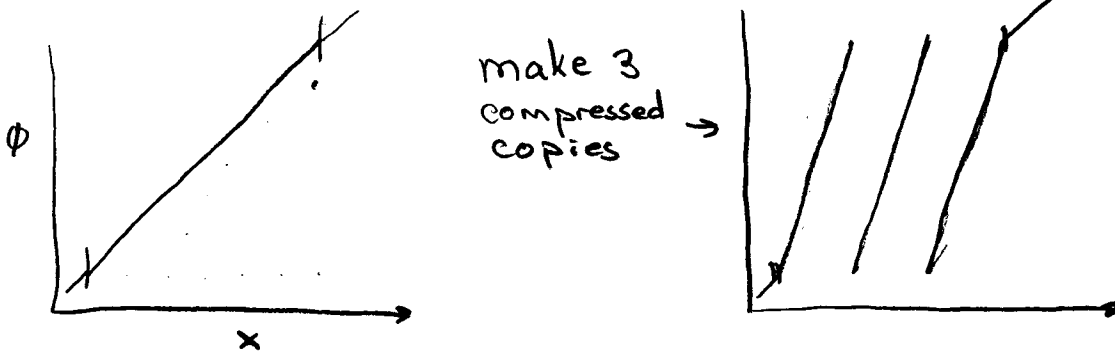 ϕ
make 3
compressed →
copies
x